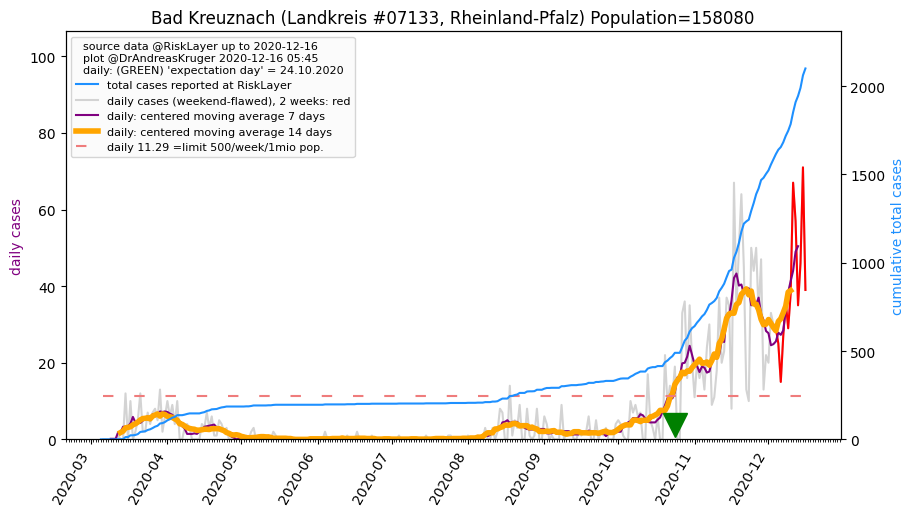 Bad Kreuznach (Landkreis #07133, Rheinland-Pfalz) Population=158080
source data @RiskLayer up to 2020-12-16
plot @DrAndreasKruger 2020-12-16 05:45
daily: (GREEN) 'expectation day' = 24.10.2020
total cases reported at RiskLayer
daily cases (weekend-flawed), 2 weeks: red
daily: centered moving average 7 days
daily: centered moving average 14 days
daily 11.29 =limit 500/week/1mio pop.
daily cases
100
80
60
40
20
0
cumulative total cases
2000
1500
1000
500
0
2020-03
2020-04
2020-05
2020-06
2020-07
2020-08
2020-09
2020-10
2020-11
2020-12